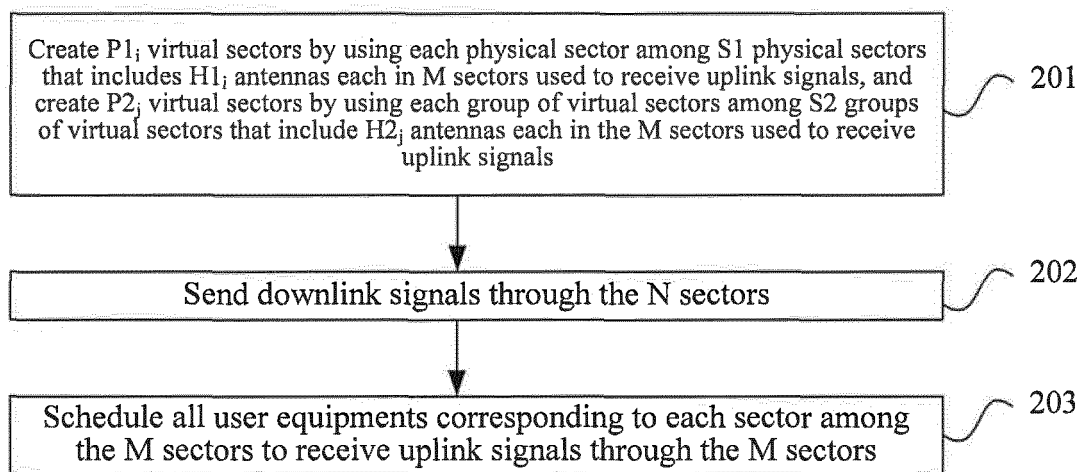 Create P1i virtual sectors by using each physical sector among S1 physical sectors
that includes H1i antennas each in M sectors used to receive uplink signals, and
create P2j virtual sectors by using each group of virtual sectors among S2 groups
of virtual sectors that include H2j antennas each in the M sectors used to receive
uplink signals
201
Send downlink signals through the N sectors
202
Schedule all user equipments corresponding to each sector among
the M sectors to receive uplink signals through the M sectors
203